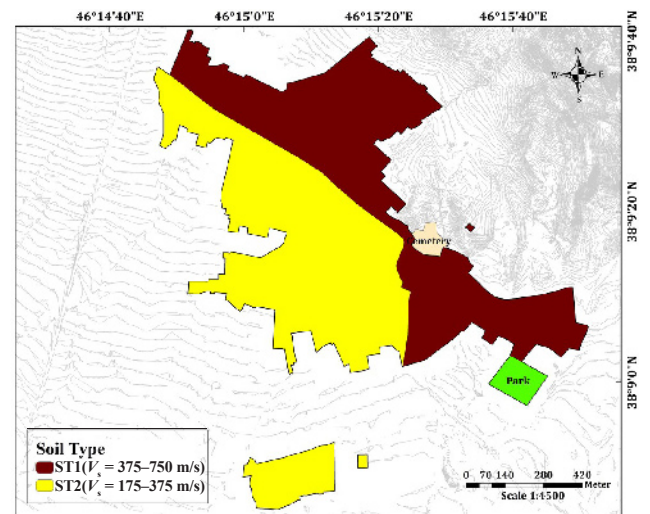 46°14'40"E 46°15'0"E 46°15'20"E 46°15'40"E
38°9'40"N
N
W E
S
38°9'20"N
Cemetery
38°9'0"N
Park
Soil Type
ST1(Vs = 375–750 m/s)
ST2(Vs = 175–375 m/s)
0 70 140 280 420
Meter
Scale 1:4500